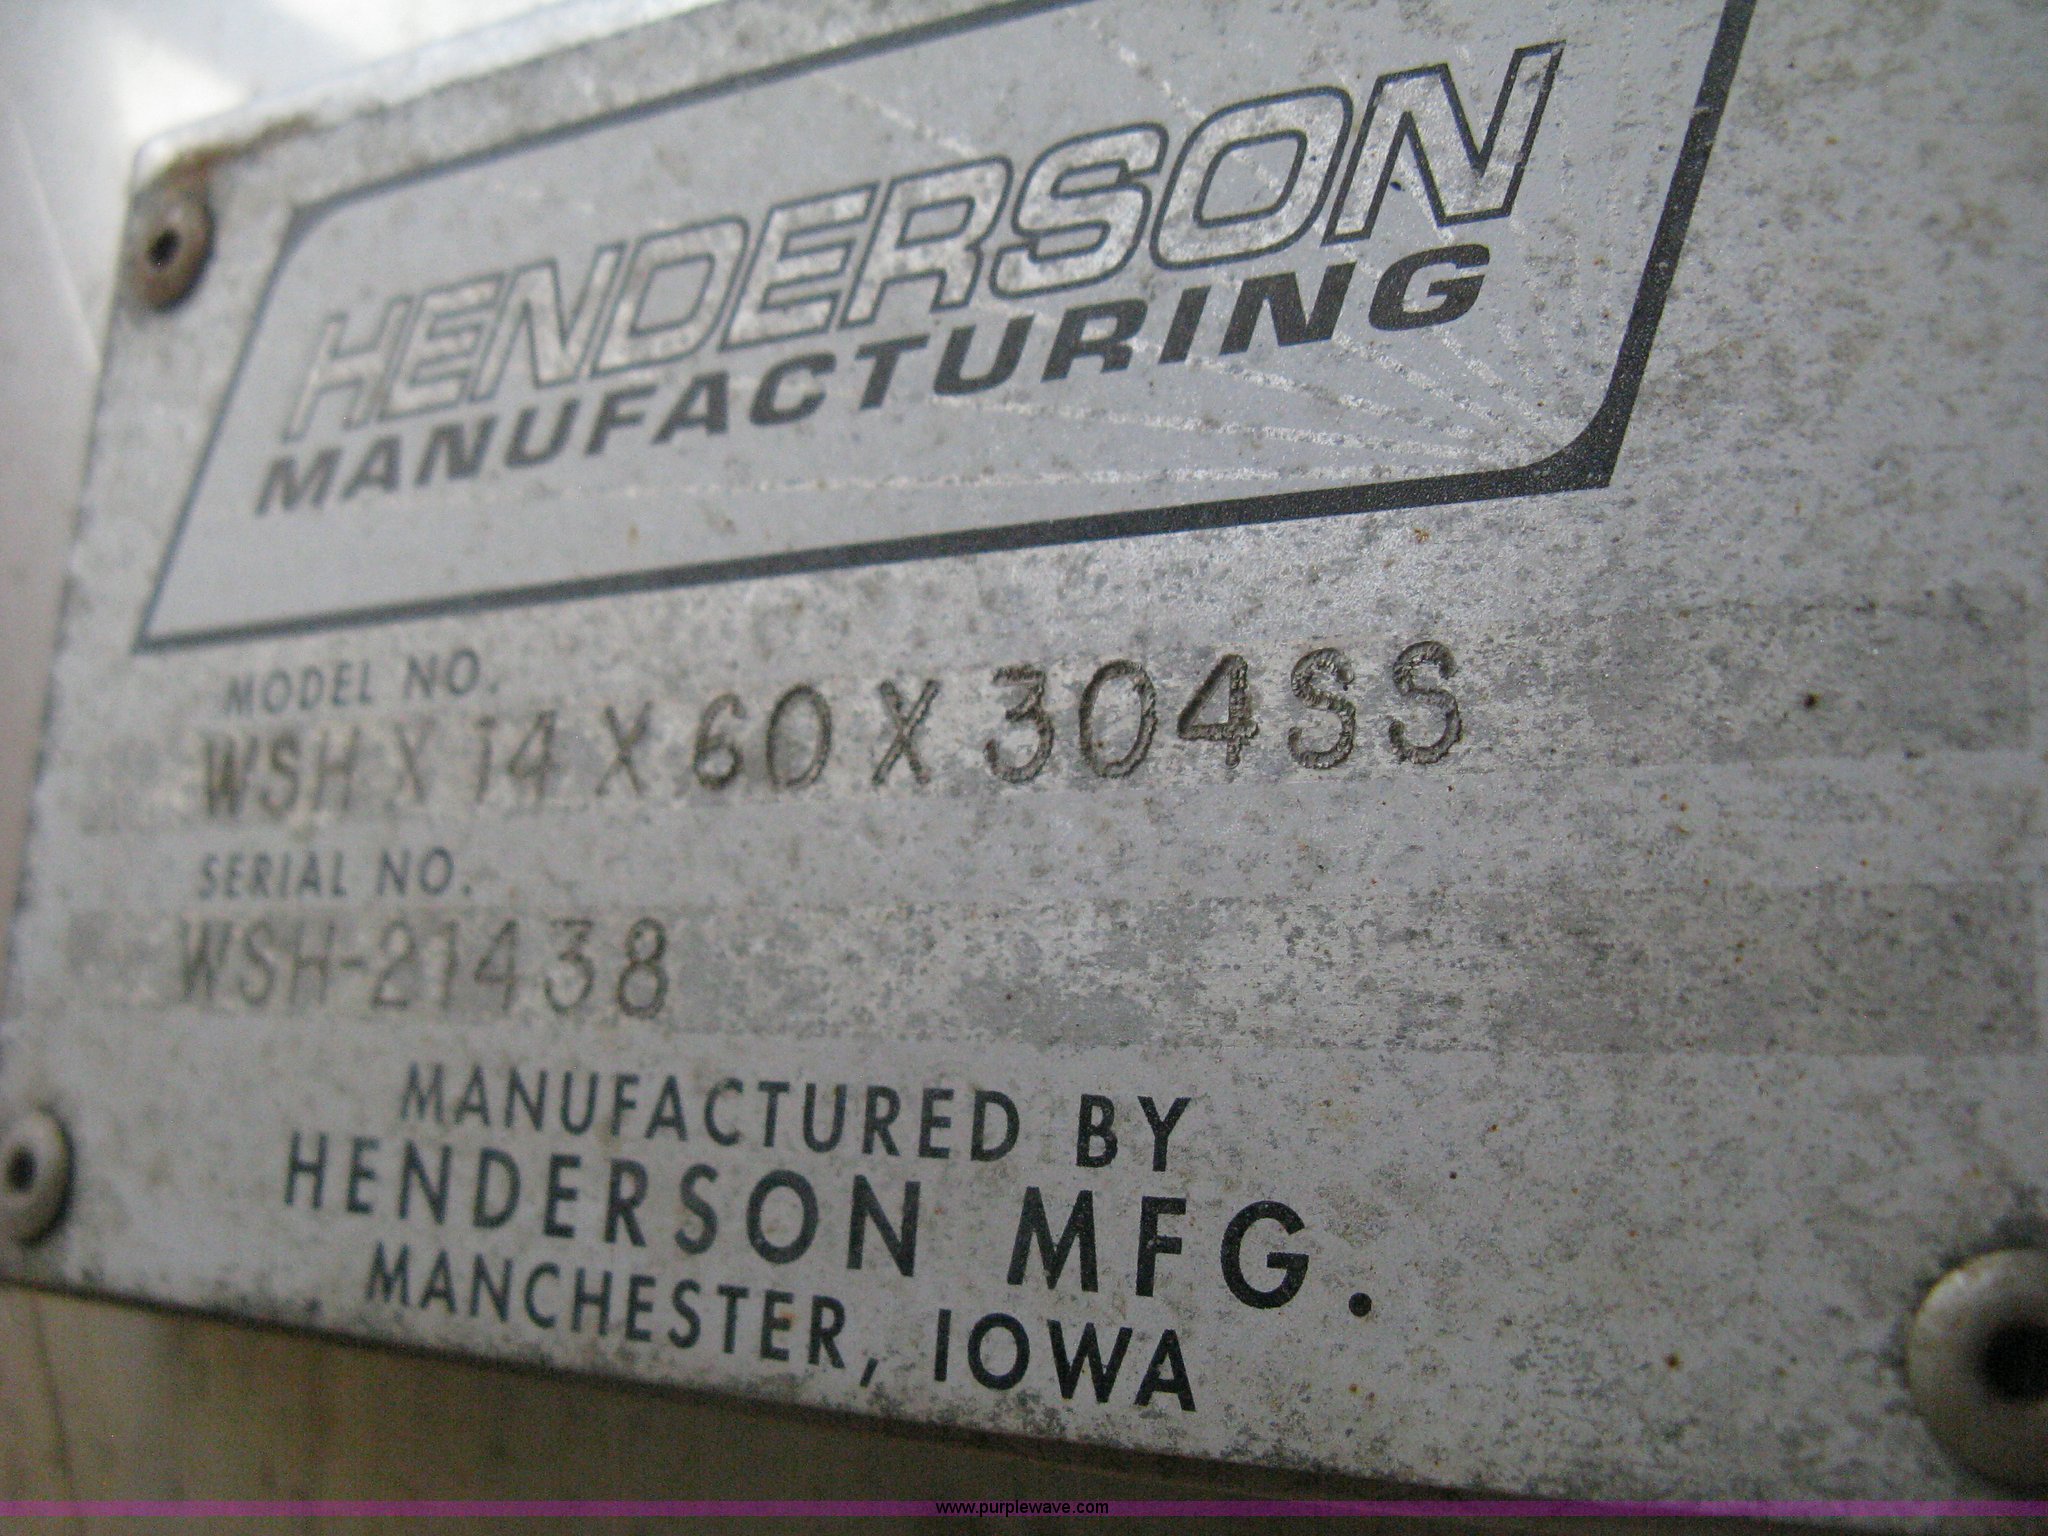 HENDERSON
MANUFACTURING
MODEL NO.
WSH X 14 X 60 X 304SS
SERIAL NO.
WSH-21438
MANUFACTURED BY
HENDERSON MFG.
MANCHESTER, IOWA
www.purplewave.com